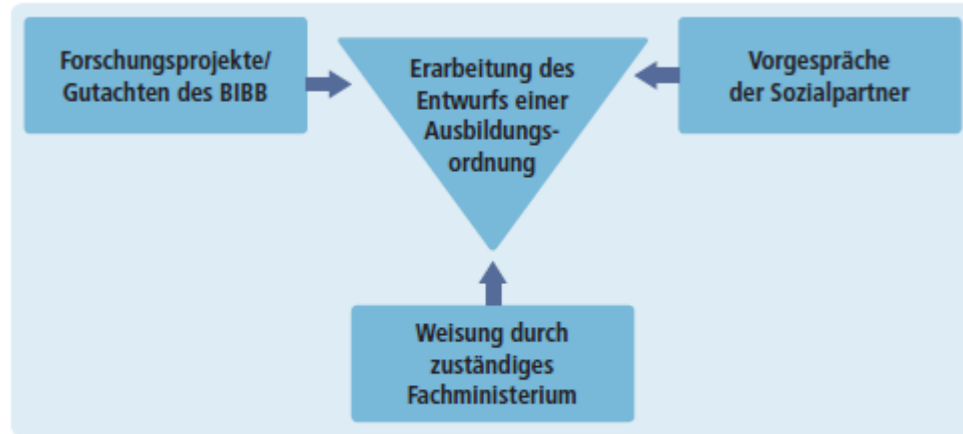 Forschungsprojekte/
Gutachten des BIBB
Erarbeitung des
Entwurfs einer
Ausbildungs-
ordnung
Vorgespräche
der Sozialpartner
Weisung durch
zuständiges
Fachministerium